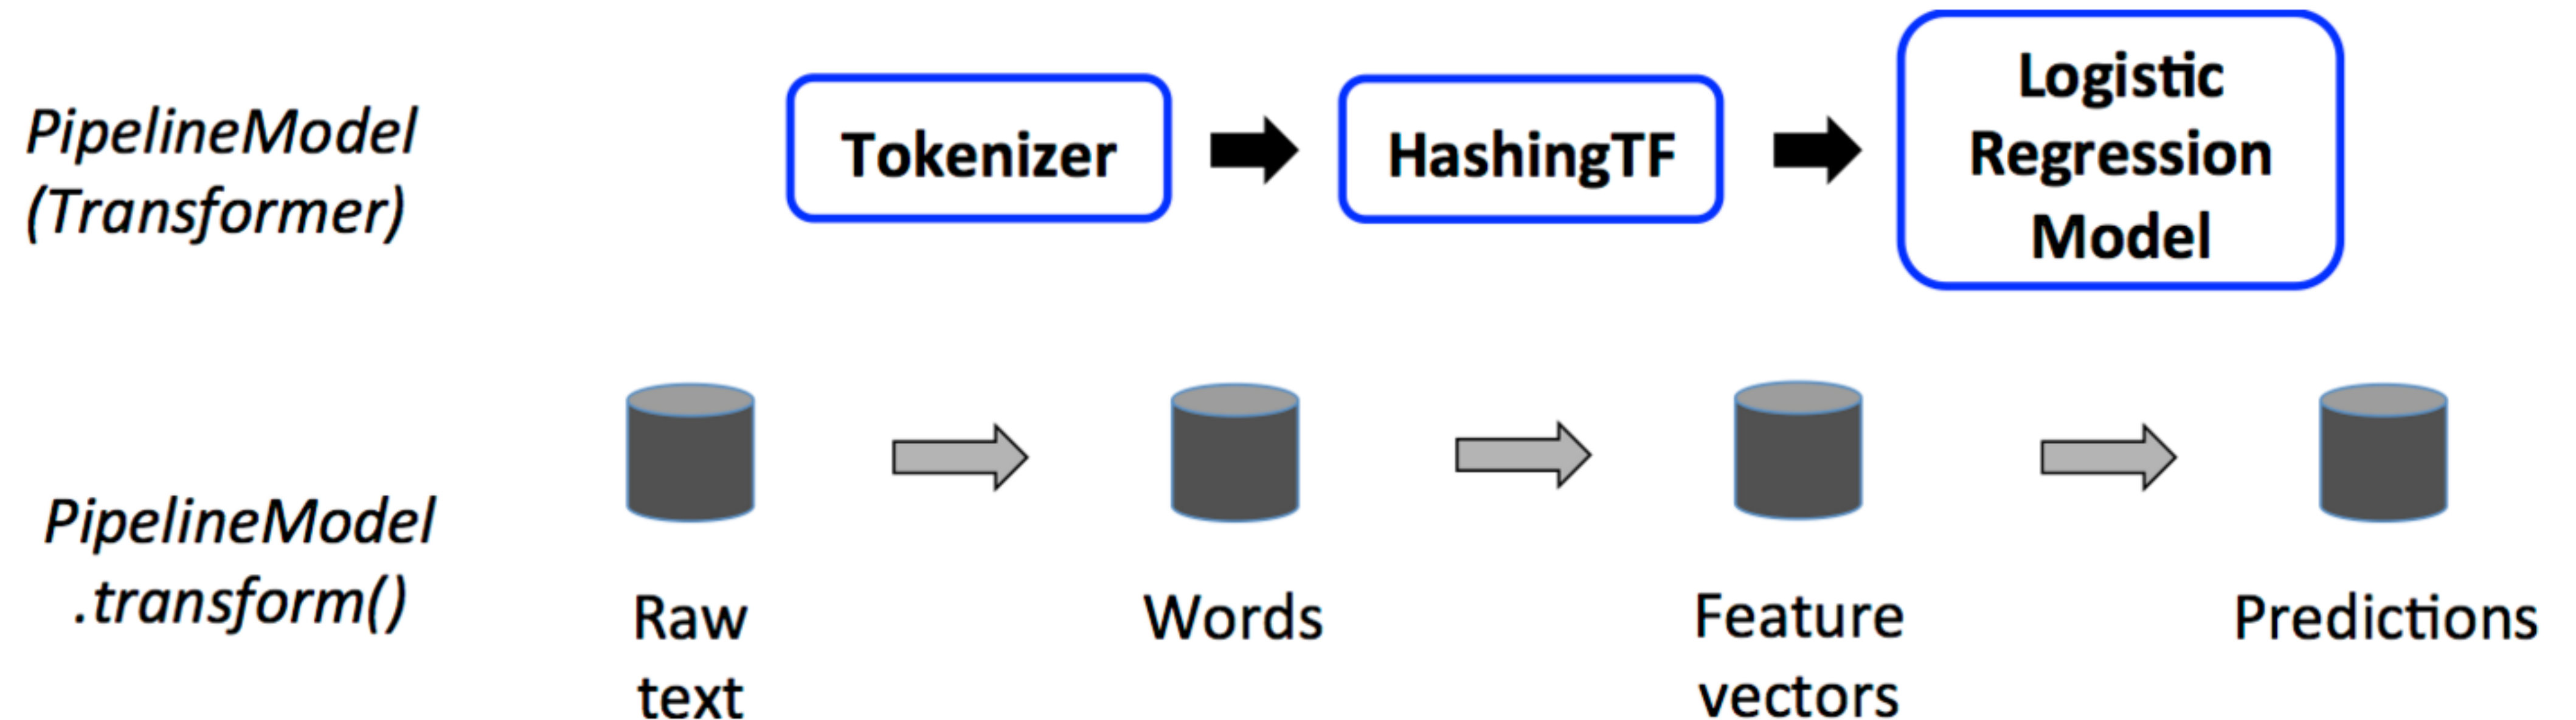 PipelineModel
(Transformer)
Tokenizer
HashingTF
Logistic
Regression
Model
PipelineModel
.transform()
Raw
text
Words
Feature
vectors
Predictions